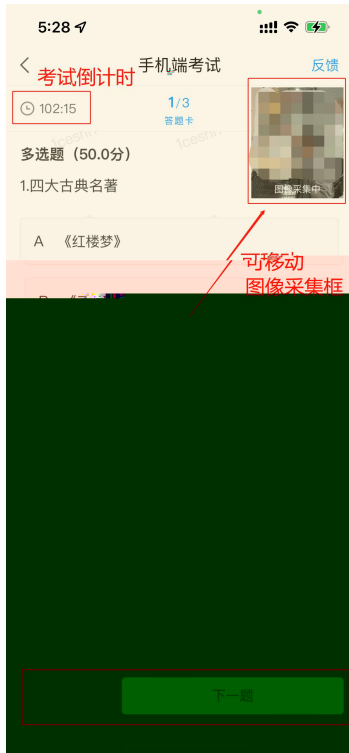 5:28
手机端考试
反馈
考试倒计时
102:15
1/3
答题卡
图像采集中
多选题（50.0分）
1.四大古典名著
A 《红楼梦》
可移动
图像采集框
下一题